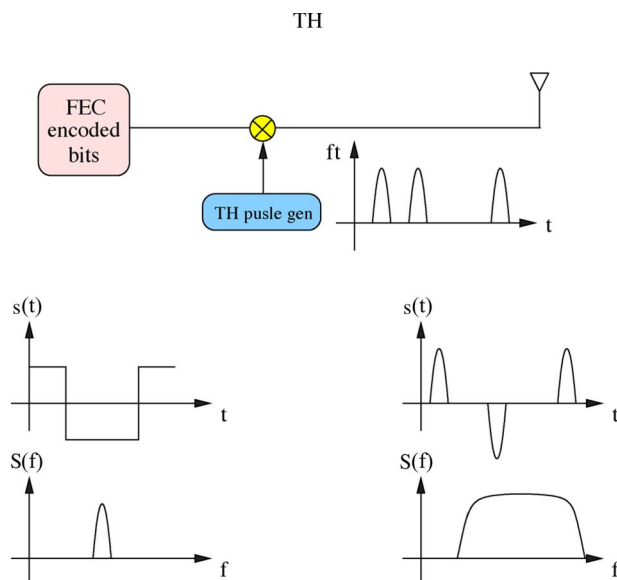 TH
FEC
encoded
bits
TH pusle gen
ft
t
s(t)
t
s(t)
t
S(f)
f
S(f)
f